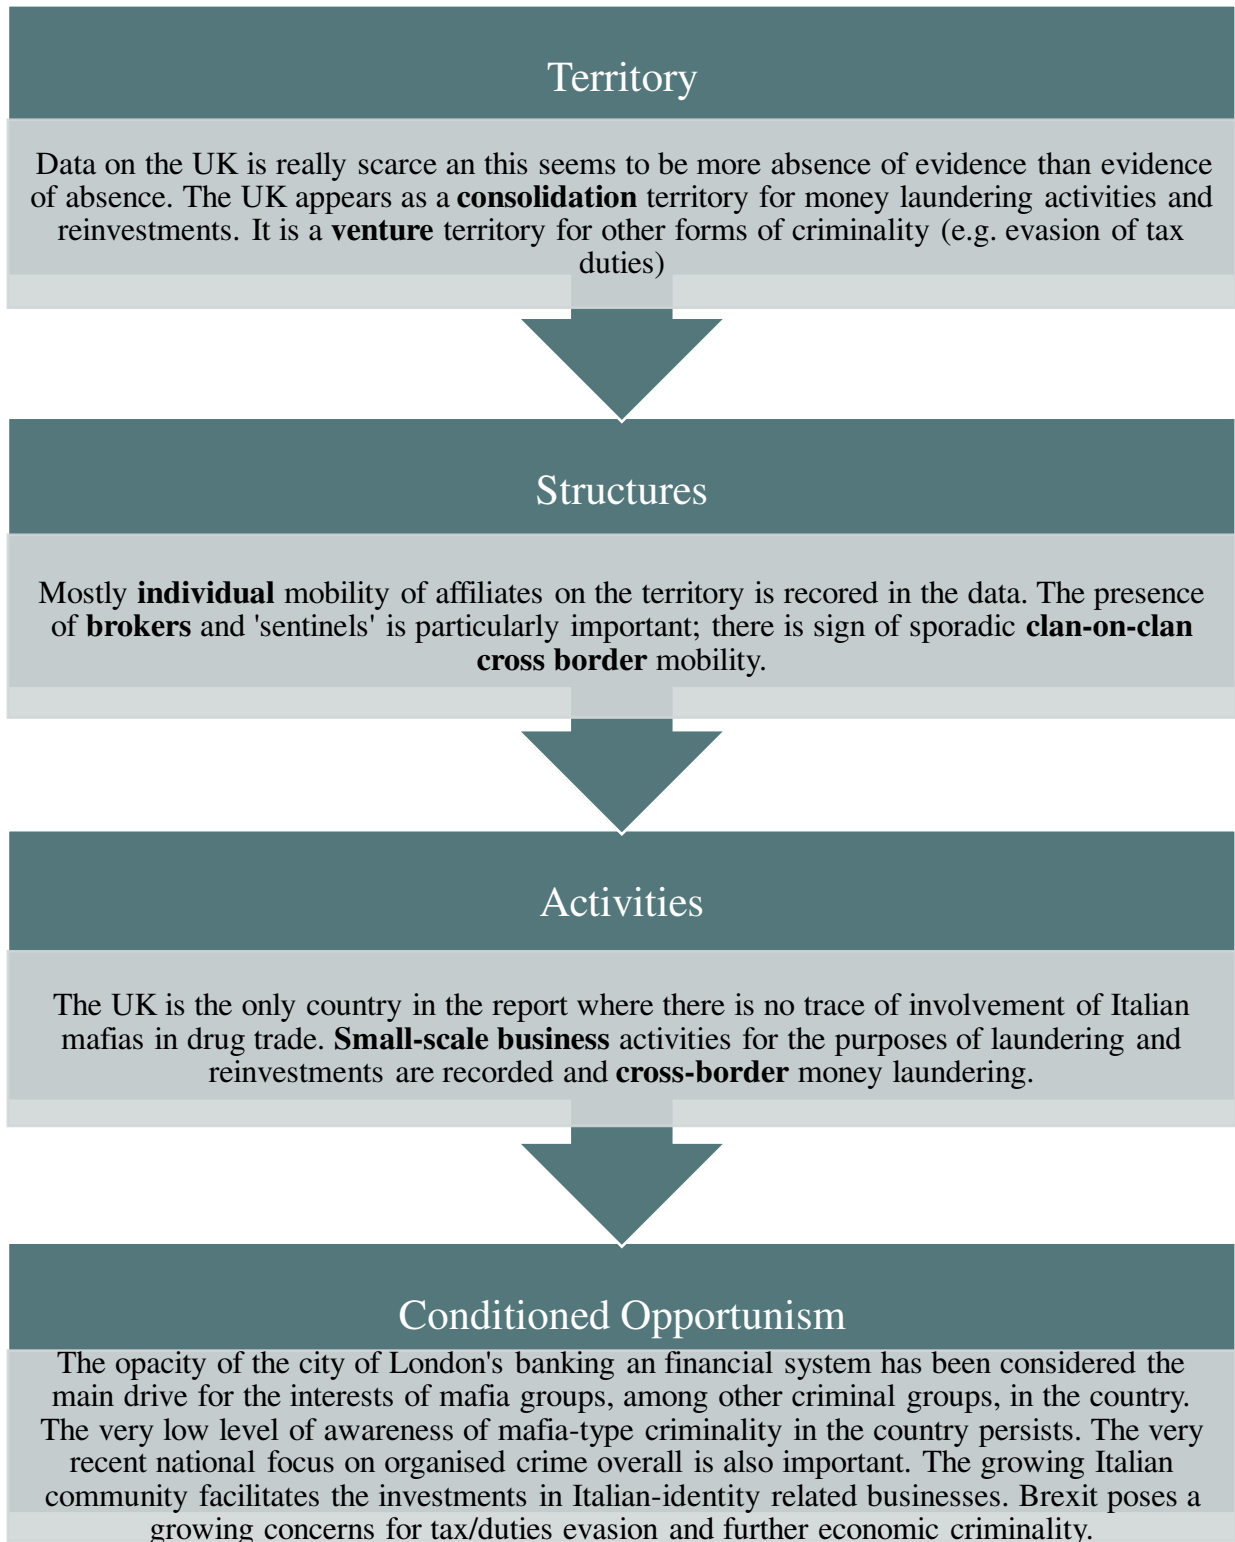 Territory
Data on the UK is really scarce an this seems to be more absence of evidence than evidence
of absence. The UK appears as a consolidation territory for money laundering activities and
reinvestments. It is a venture territory for other forms of criminality (e.g. evasion of tax
duties)
Structures
Mostly individual mobility of affiliates on the territory is recored in the data. The presence
of brokers and 'sentinels' is particularly important; there is sign of sporadic clan-on-clan
cross border mobility.
Activities
The UK is the only country in the report where there is no trace of involvement of Italian
mafias in drug trade. Small-scale business activities for the purposes of laundering and
reinvestments are recorded and cross-border money laundering.
Conditioned Opportunism
The opacity of the city of London's banking an financial system has been considered the
main drive for the interests of mafia groups, among other criminal groups, in the country.
The very low level of awareness of mafia-type criminality in the country persists. The very
recent national focus on organised crime overall is also important. The growing Italian
community facilitates the investments in Italian-identity related businesses. Brexit poses a
growing concerns for tax/duties evasion and further economic criminality.